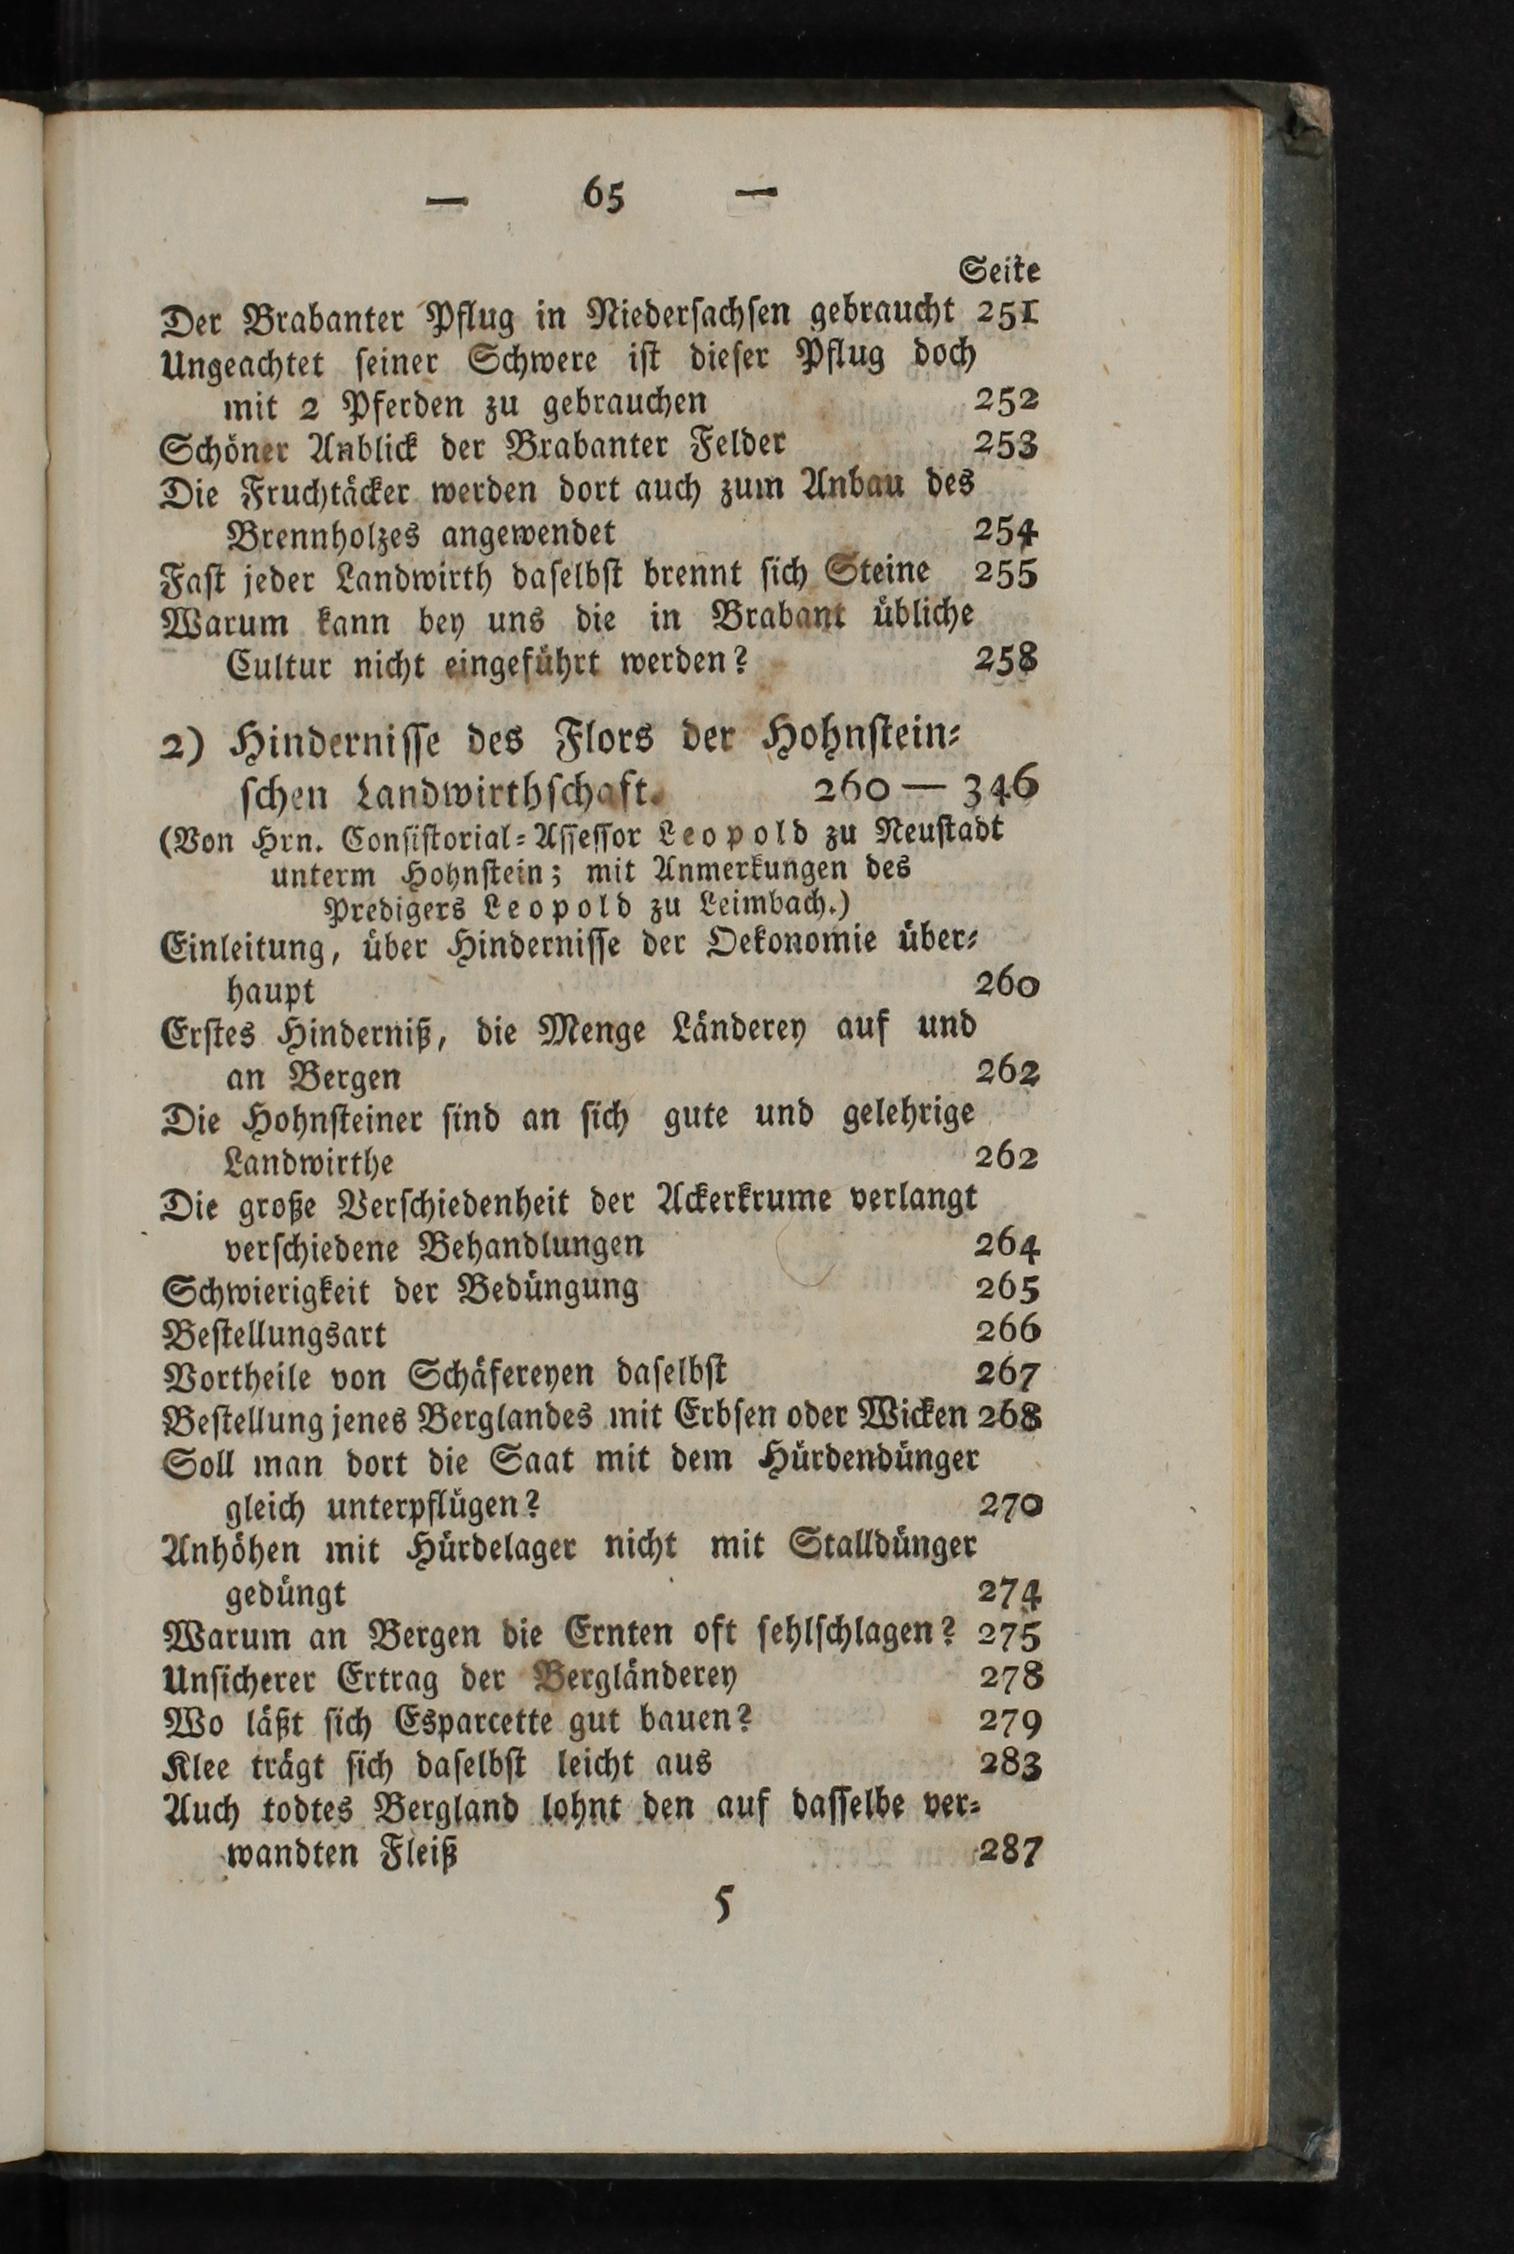 — 65 —
Seite
Der Brabanter Pflug in Niederſachſen gebraucht 251
Ungeachtet ſeiner Schwere iſt dieſer Pflug doch
mit 2 Pferden zu gebrauchen 252
Schöner Anblick der Brabanter Felder 253
Die Fruchtäcker werden dort auch zum Anbau des
Brennholzes angewendet 254
Faſt jeder Landwirth daſelbſt brennt ſich Steine 255
Warum kann bey uns die in Brabant übliche
Cultur nicht eingeführt werden? 258
2) Hinderniſſe des Flors der Hohnſtein⸗
ſchen Landwirthſchaft. 260 — 346
(Von Hrn. Conſiſtorial⸗Aſſeſſor Leopold zu Neuſtadt
unterm Hohnſtein; mit Anmerkungen des
Predigers Leopold zu Leimbach.)
Einleitung, über Hinderniſſe der Oekonomie über⸗
haupt 260
Erſtes Hinderniß, die Menge Länderey auf und
an Bergen 262
Die Hohnſteiner ſind an ſich gute und gelehrige
Landwirthe 262
Die große Verſchiedenheit der Ackerkrume verlangt
verſchiedene Behandlungen 264
Schwierigkeit der Bedüngung 265
Beſtellungsart 266
Vortheile von Schäfereyen daſelbſt 267
Beſtellung jenes Berglandes mit Erbſen oder Wicken 268
Soll man dort die Saat mit dem Hürdendünger
gleich unterpflügen? 270
Anhöhen mit Hürdelager nicht mit Stalldünger
gedüngt 274
Warum an Bergen die Ernten oft ſehlſchlagen? 275
Unſicherer Ertrag der Bergländerey 278
Wo läßt ſich Esparcette gut bauen? 279
Klee trägt ſich daſelbſt leicht aus 283
Auch todtes Bergland lohnt den auf daſſelbe ver⸗
wandten Fleiß 287
5